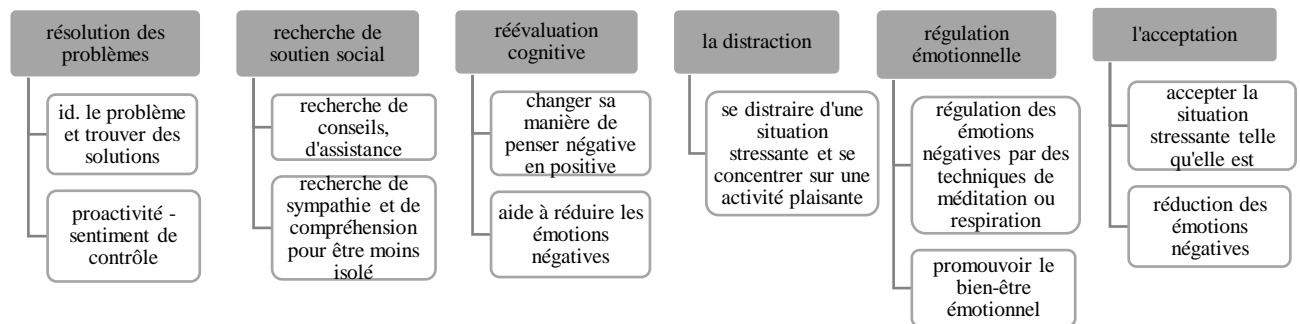 résolution des
problèmes
id. le problème
et trouver des
solutions
proactivité -
sentiment de
contrôle
recherche de
soutien social
recherche de
conseils,
d'assistance
recherche de
sympathie et de
compréhension
pour être moins
isolé
réévaluation
cognitive
changer sa
manière de
penser négative
en positive
aide à réduire les
émotions
négatives
la distraction
se distraire d'une
situation
stressante et se
concentrer sur une
activité plaisante
régulation
émotionnelle
régulation des
émotions
négatives par des
techniques de
méditation ou
respiration
promouvoir le
bien-être
émotionnel
l'acceptation
accepter la
situation
stressante telle
qu'elle est
réduction des
émotions
négatives